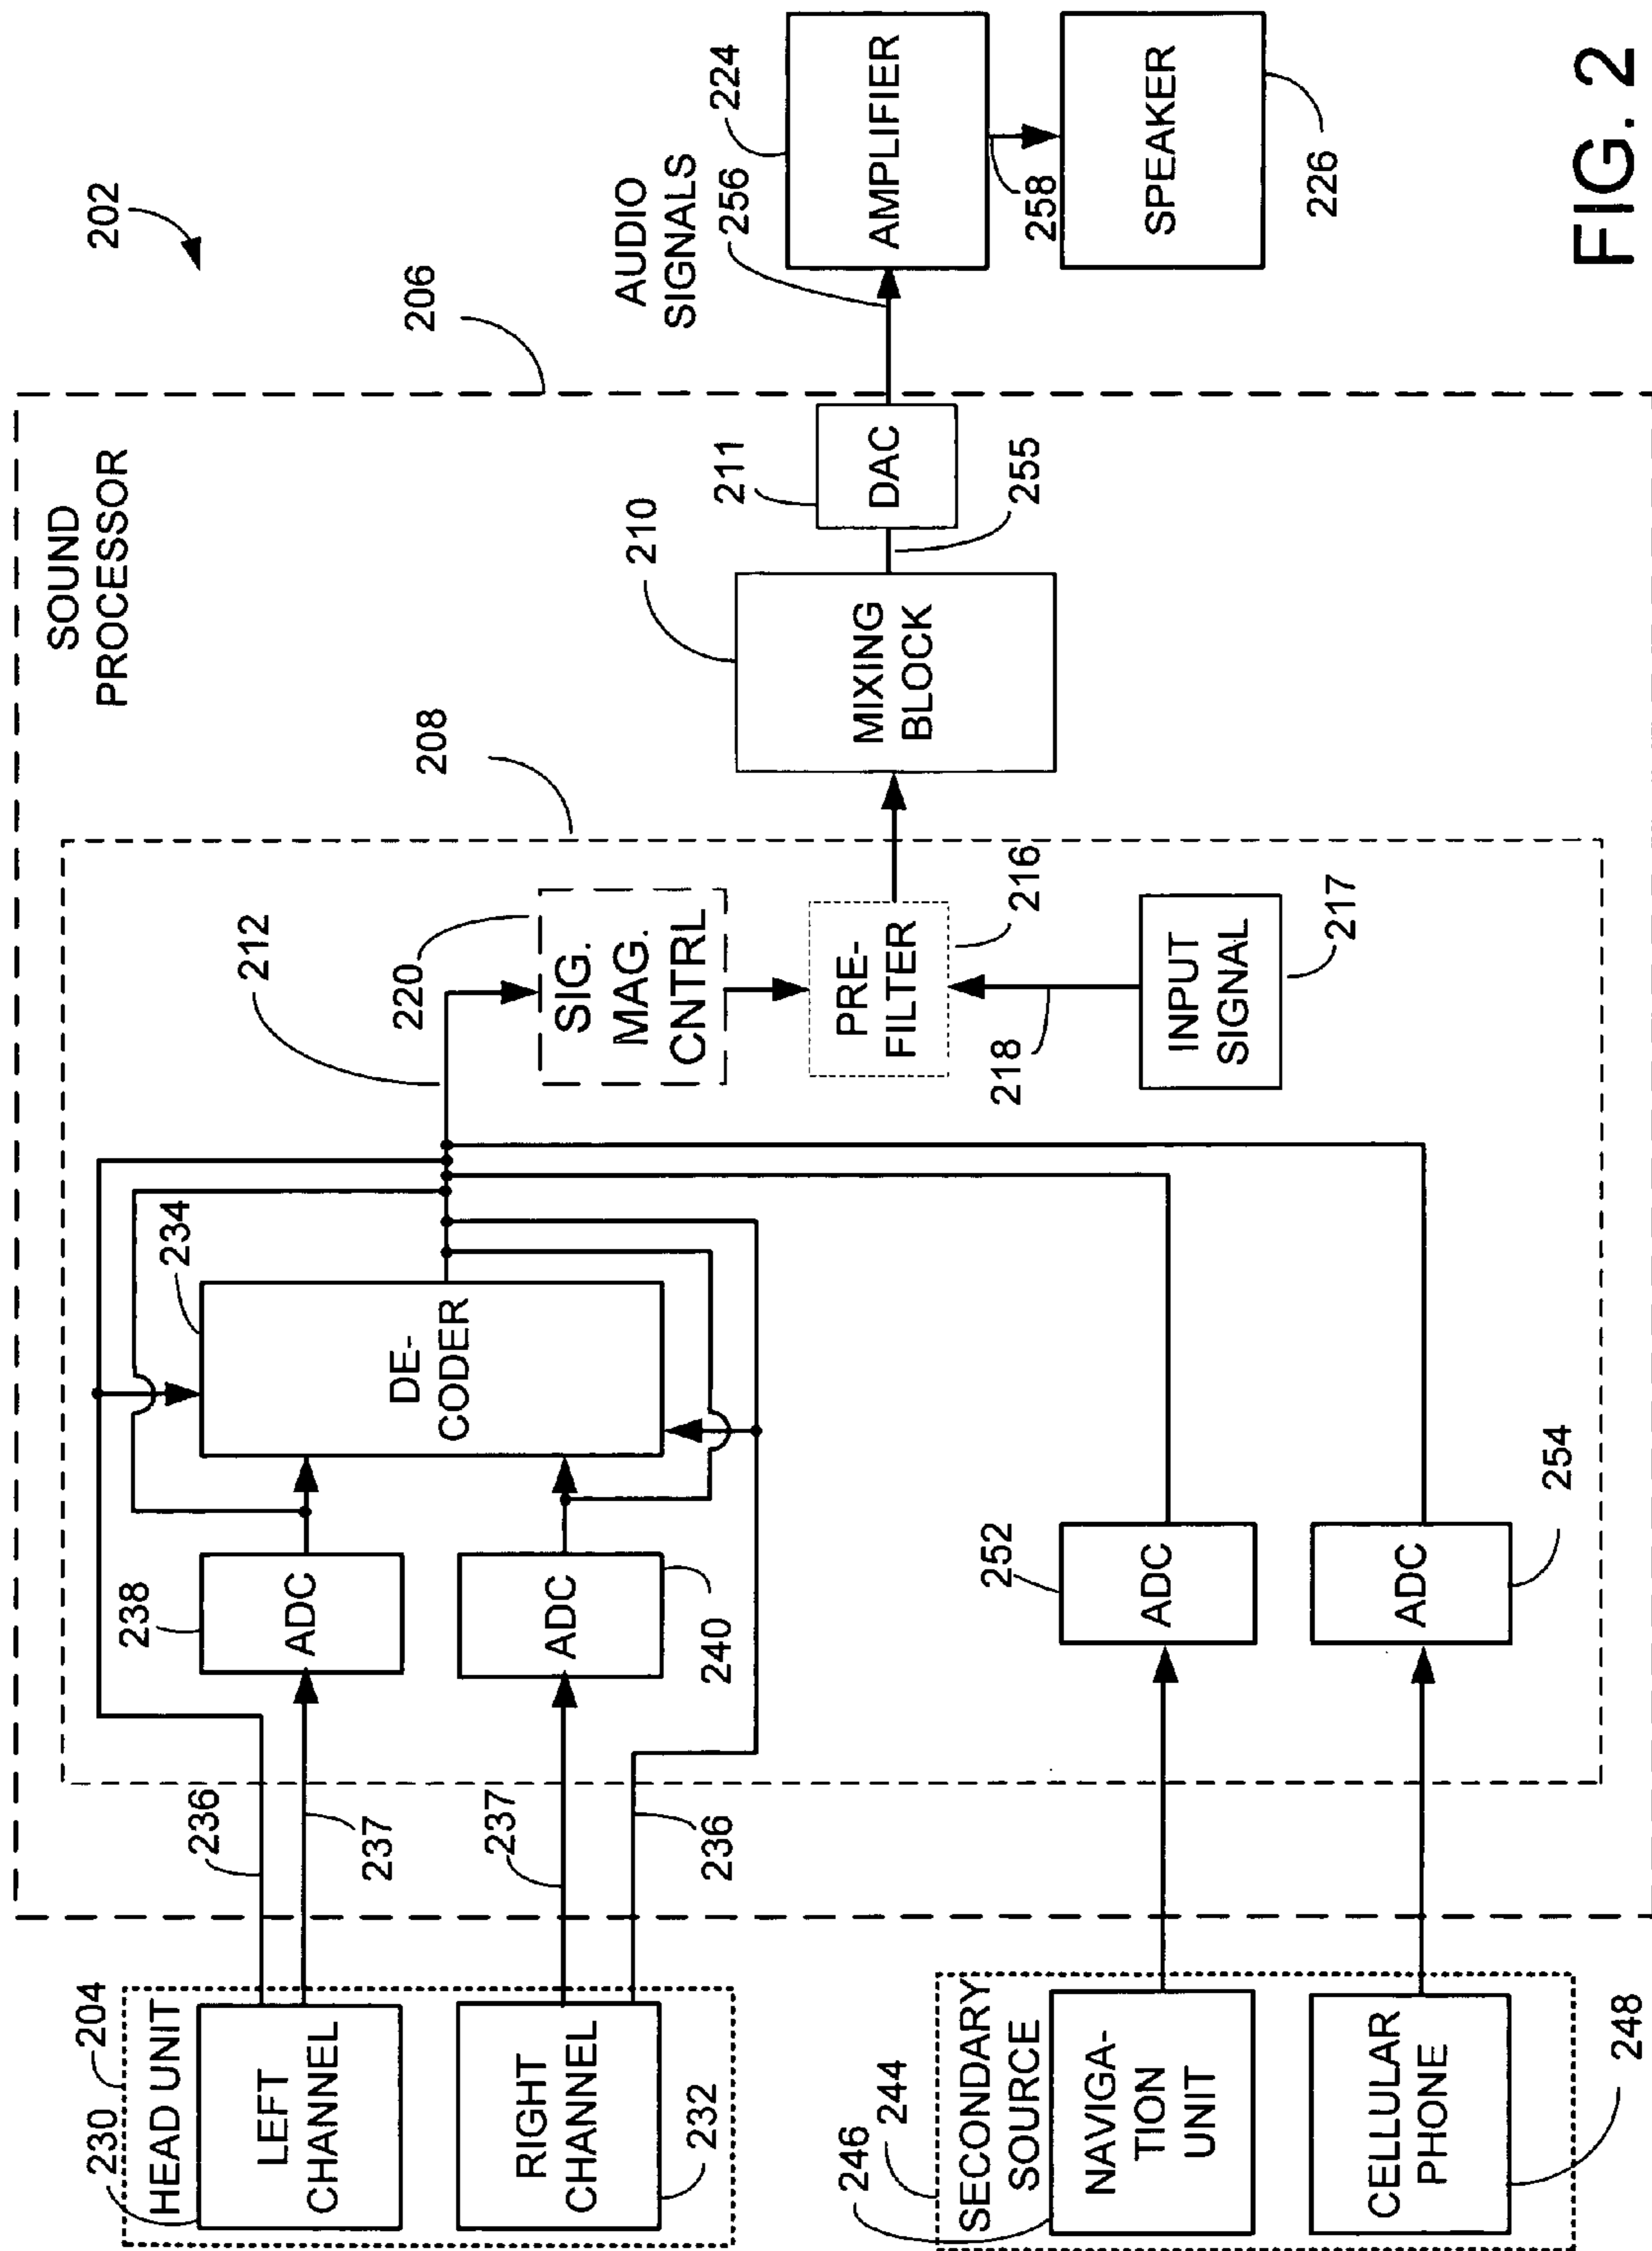 202
SOUND
PROCESSOR
206
208
230
204
HEAD UNIT
LEFT
CHANNEL
RIGHT
CHANNEL
232
236
237
237
236
238
ADC
ADC
240
234
DE-
CODER
212
220
SIG.
MAG.
CNTRL
PRE-
FILTER
216
218
INPUT
SIGNAL
217
210
MIXING
BLOCK
211
DAC
255
AUDIO
SIGNALS
256
224
AMPLIFIER
258
SPEAKER
226
246
244
SECONDARY
SOURCE
NAVIGA-
TION
UNIT
CELLULAR
PHONE
248
252
ADC
ADC
254
FIG. 2